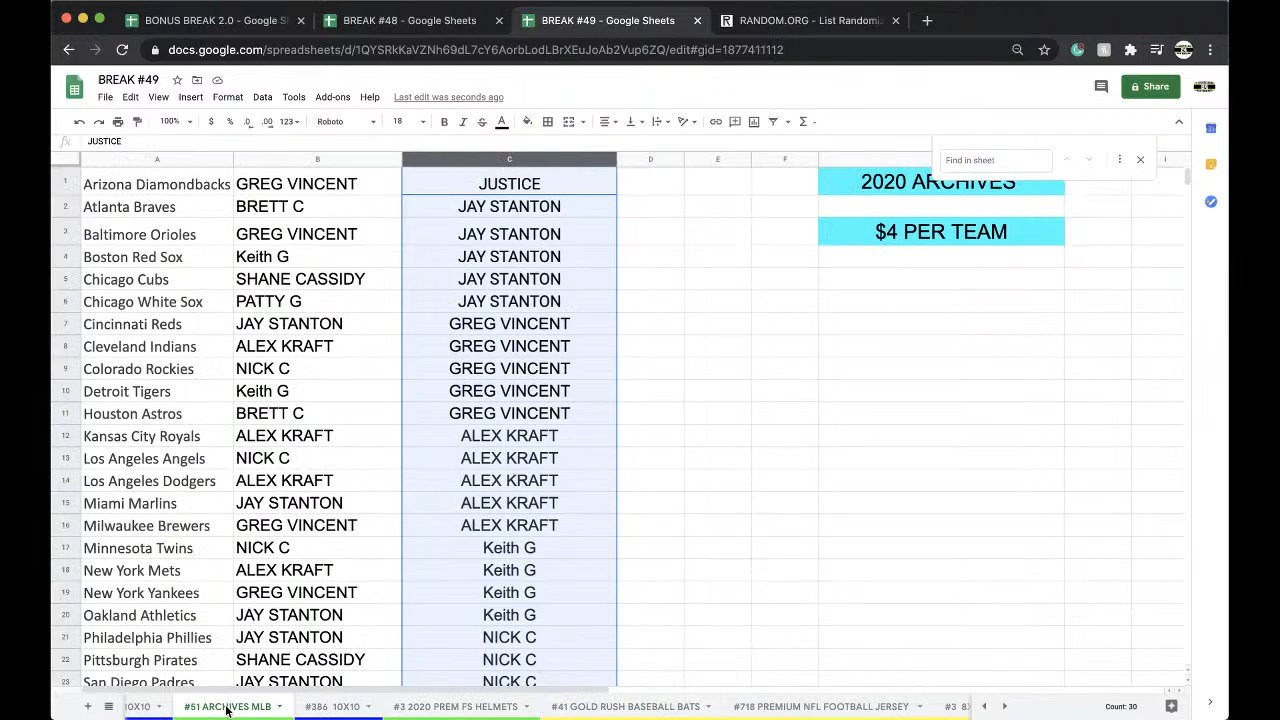 BONUS BREAK 2.0 - Google S
BREAK #48 - Google Sheets
BREAK #49 - Google Sheets
RANDOM.ORG - List Randomiz
docs.google.com/spreadsheets/d/1QYSRkKaVZNh69dL7cY6AorbLodLBrXEuJoAb2Vup6ZQ/edit#gid=1877411112
BREAK #49
File Edit View Insert Format Data Tools Add-ons Help Last edit was seconds ago
Share
100% $ % .0 .00 123 Roboto 18 B I S A
fx JUSTICE
Find in sheet
A B C D E F I
1 Arizona Diamondbacks GREG VINCENT JUSTICE 2020 ARCHIVES
2 Atlanta Braves BRETT C JAY STANTON
3 Baltimore Orioles GREG VINCENT JAY STANTON $4 PER TEAM
4 Boston Red Sox Keith G JAY STANTON
5 Chicago Cubs SHANE CASSIDY JAY STANTON
6 Chicago White Sox PATTY G JAY STANTON
7 Cincinnati Reds JAY STANTON GREG VINCENT
8 Cleveland Indians ALEX KRAFT GREG VINCENT
9 Colorado Rockies NICK C GREG VINCENT
10 Detroit Tigers Keith G GREG VINCENT
11 Houston Astros BRETT C GREG VINCENT
12 Kansas City Royals ALEX KRAFT ALEX KRAFT
13 Los Angeles Angels NICK C ALEX KRAFT
14 Los Angeles Dodgers ALEX KRAFT ALEX KRAFT
15 Miami Marlins JAY STANTON ALEX KRAFT
16 Milwaukee Brewers GREG VINCENT ALEX KRAFT
17 Minnesota Twins NICK C Keith G
18 New York Mets ALEX KRAFT Keith G
19 New York Yankees GREG VINCENT Keith G
20 Oakland Athletics JAY STANTON Keith G
21 Philadelphia Phillies JAY STANTON NICK C
22 Pittsburgh Pirates SHANE CASSIDY NICK C
23 San Diego Padres JAY STANTON NICK C
10X10 #51 ARCHIVES MLB #386 10X10 #3 2020 PREM FS HELMETS #41 GOLD RUSH BASEBALL BATS #718 PREMIUM NFL FOOTBALL JERSEY #3 8X Count: 30